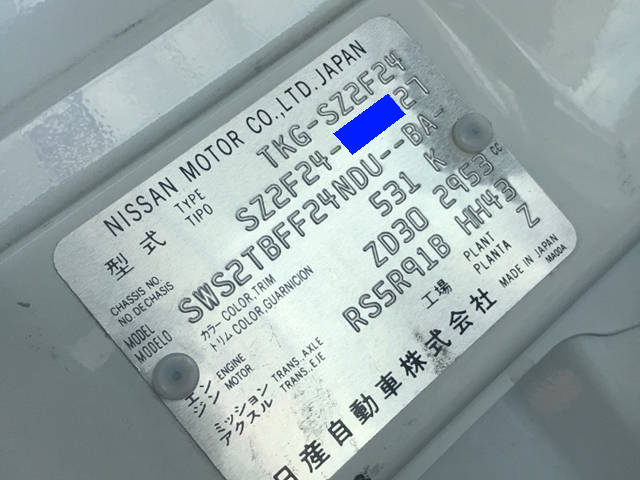 NISSAN MOTOR CO.,LTD.JAPAN
型式 TYPE TIPO TKG-SZ2F24
CHASSIS NO. NO.DECHASIS SZ2F24- 27
MODEL MODELO SWS2TBFF24NDU--BA-
カラー COLOR,TRIM
トリム COLOR,GUARNICION 531 K
エンジン ENGINE MOTOR ZD30 2953 cc
ミッション アクスル TRANS.,AXLE TRANS.,EJE RS5R91B HH43
工場 PLANT PLANTA Z
日産自動車株式会社 MADE IN JAPAN